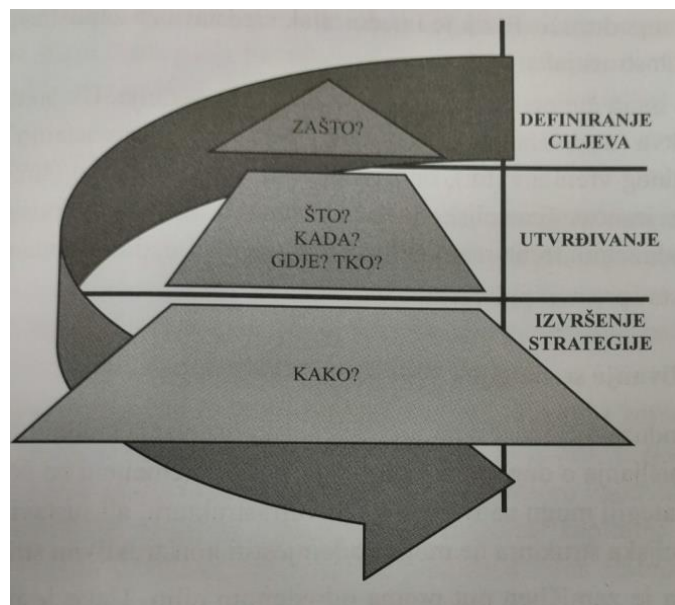 ZAŠTO?
DEFINIRANJE
CILJEVA
ŠTO?
KADA?
GDJE? TKO?
UTVRĐIVANJE
IZVRŠENJE
STRATEGIJE
KAKO?